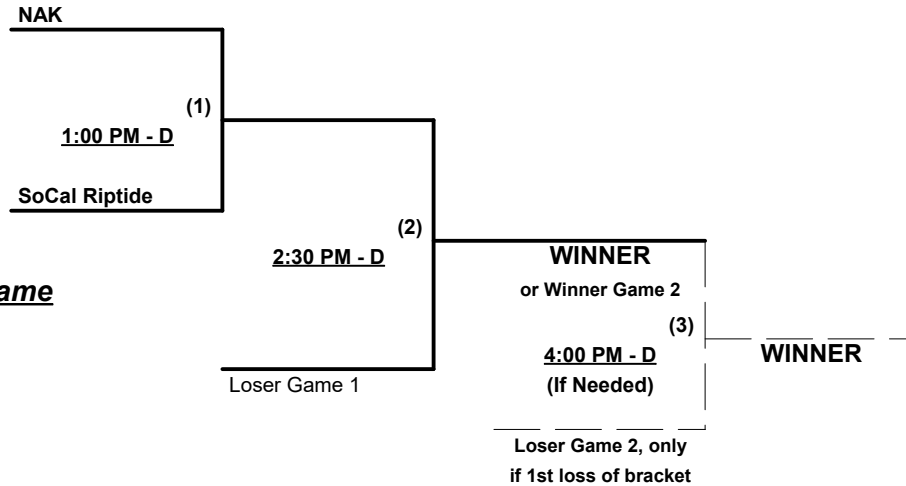 NAK
(1)
1:00 PM - D
SoCal Riptide
(2)
2:30 PM - D
WINNER
or Winner Game 2
ame
(3)
4:00 PM - D
WINNER
(If Needed)
Loser Game 1
Loser Game 2, only
if 1st loss of bracket